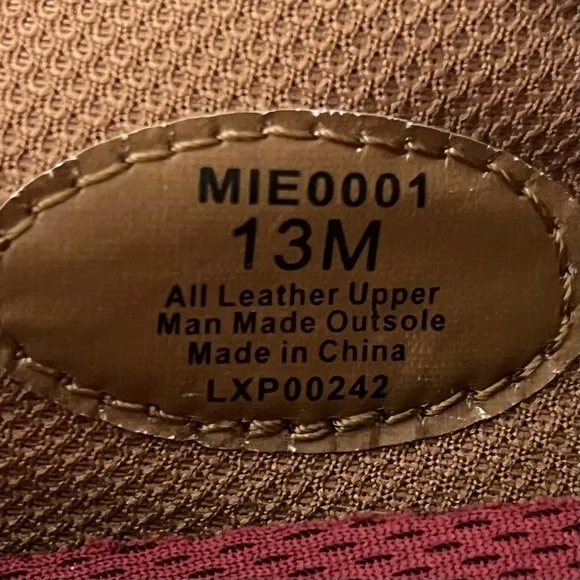 MIE0001
13M
All Leather Upper
Man Made Outsole
Made in China
LXP00242